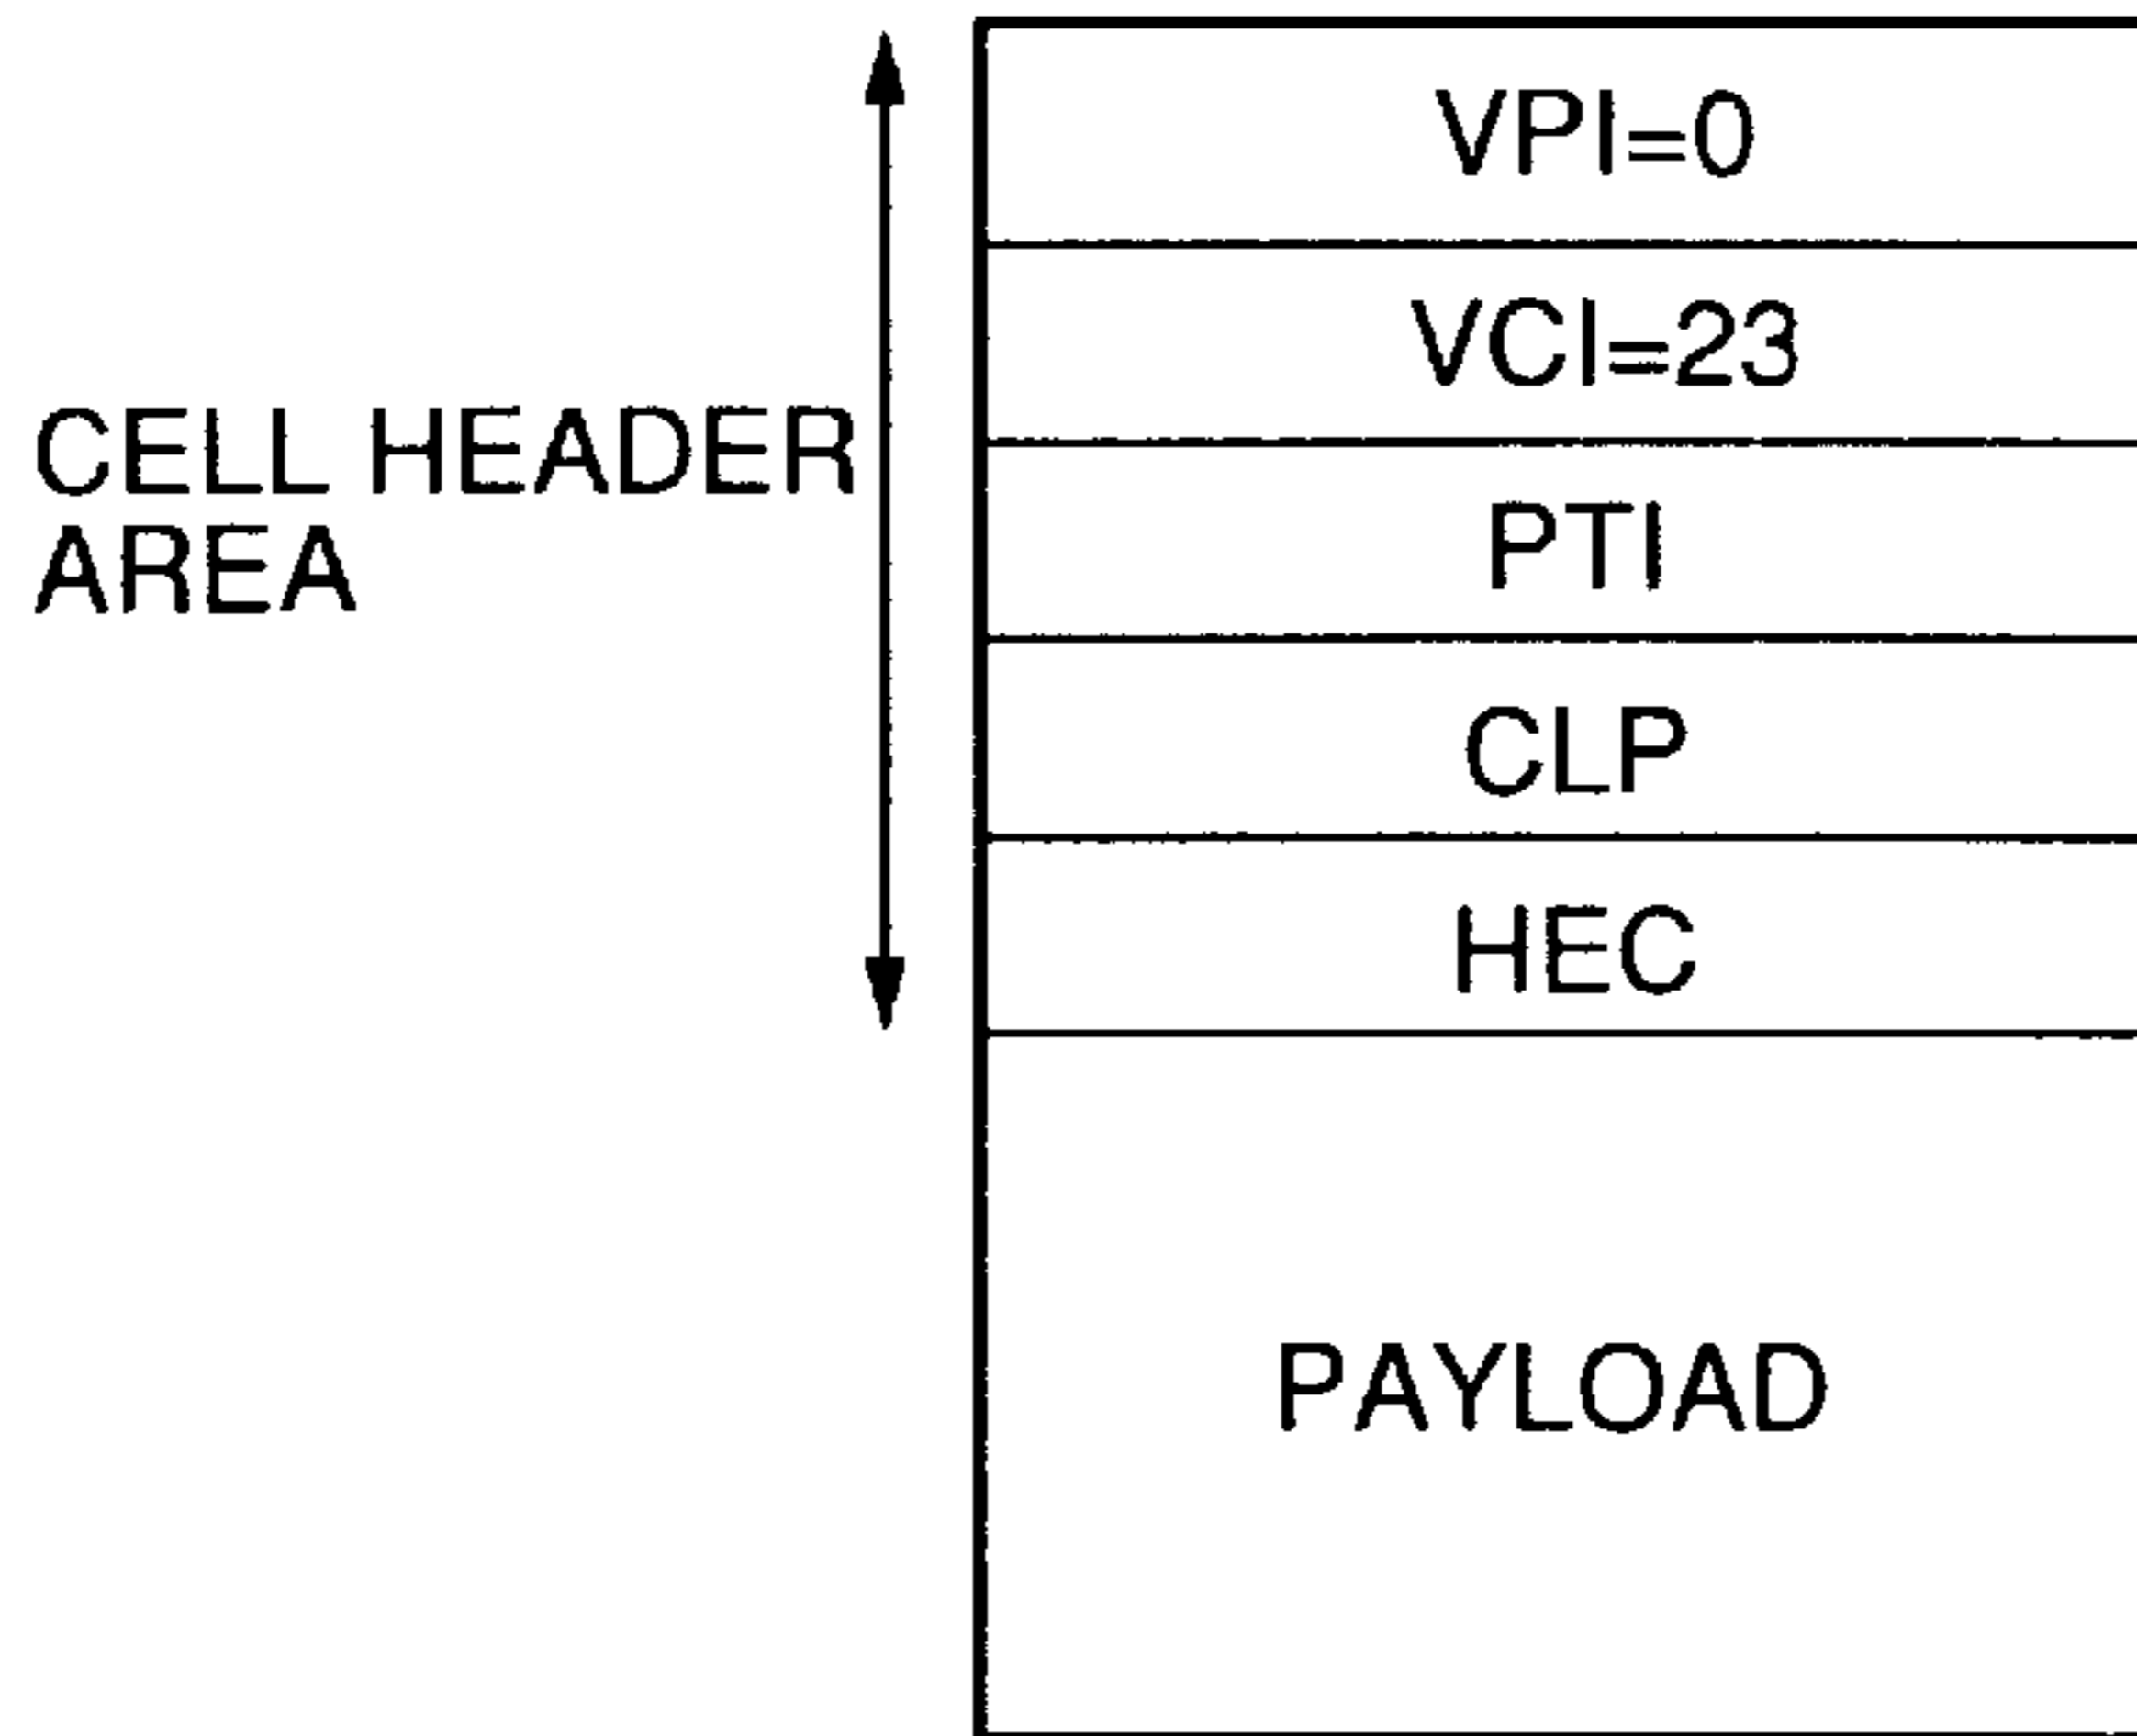 VPI=0
VCI=23
CELL HEADER
AREA
PTI
CLP
HEC
PAYLOAD